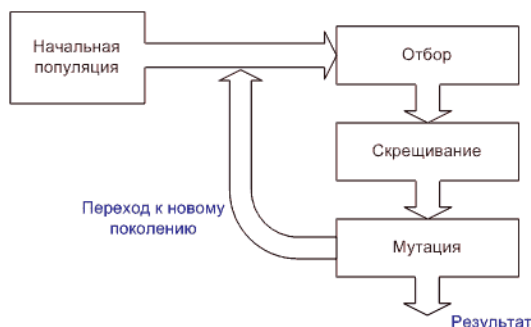 Начальная
популяция
Отбор
Скрещивание
Переход к новому
поколению
Мутация
Результат